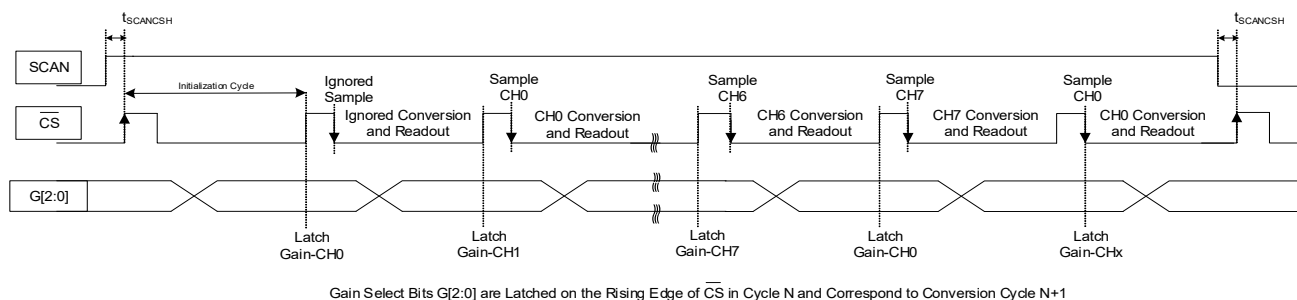 tSCANCSH
tSCANCSH
SCAN
Initialization Cycle
Ignored
Sample
Sample
CH0
Sample
CH6
Sample
CH7
Sample
CH0
CS
Ignored Conversion
and Readout
CH0 Conversion
and Readout
CH6 Conversion
and Readout
CH7 Conversion
and Readout
CH0 Conversion
and Readout
G[2:0]
Latch
Gain-CH0
Latch
Gain-CH1
Latch
Gain-CH7
Latch
Gain-CH0
Latch
Gain-CHx
Gain Select Bits G[2:0] are Latched on the Rising Edge of CS in Cycle N and Correspond to Conversion Cycle N+1